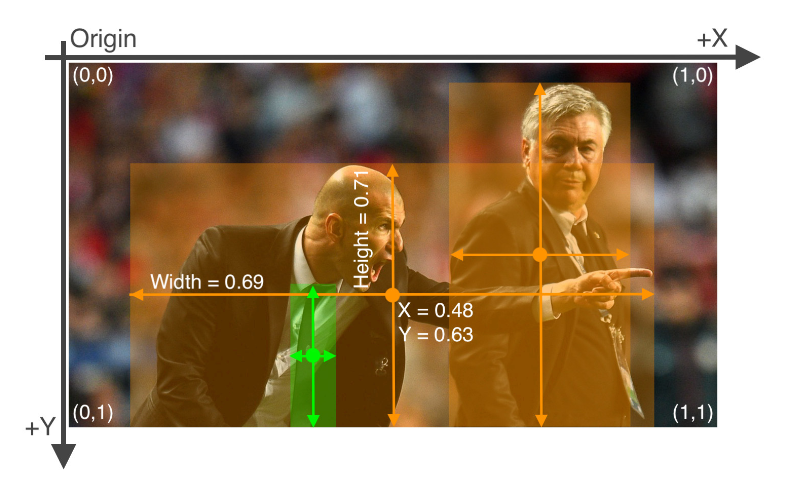 Origin
+X
(0,0)
(1,0)
Height = 0.71
Width = 0.69
X = 0.48
Y = 0.63
(0,1)
(1,1)
+Y